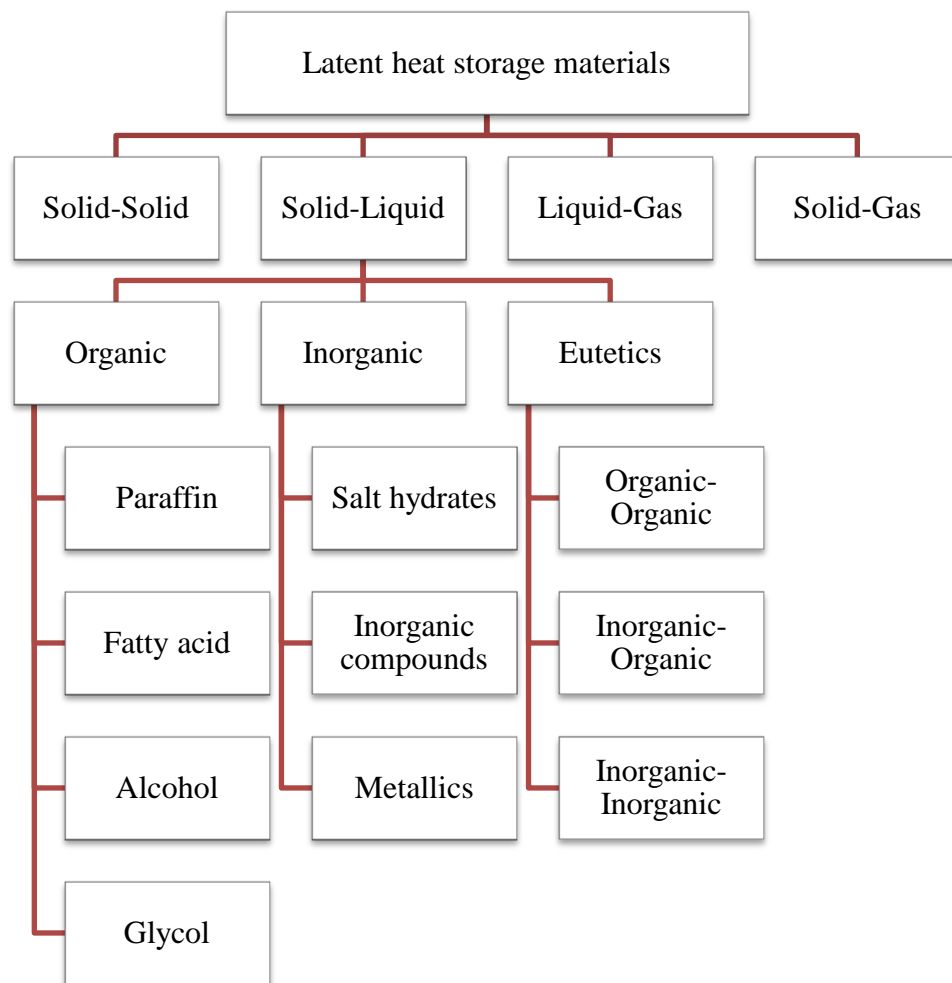 Latent heat storage materials
Solid-Solid
Solid-Liquid
Liquid-Gas
Solid-Gas
Organic
Inorganic
Eutetics
Paraffin
Fatty acid
Alcohol
Glycol
Salt hydrates
Inorganic
compounds
Metallics
Organic-
Organic
Inorganic-
Organic
Inorganic-
Inorganic